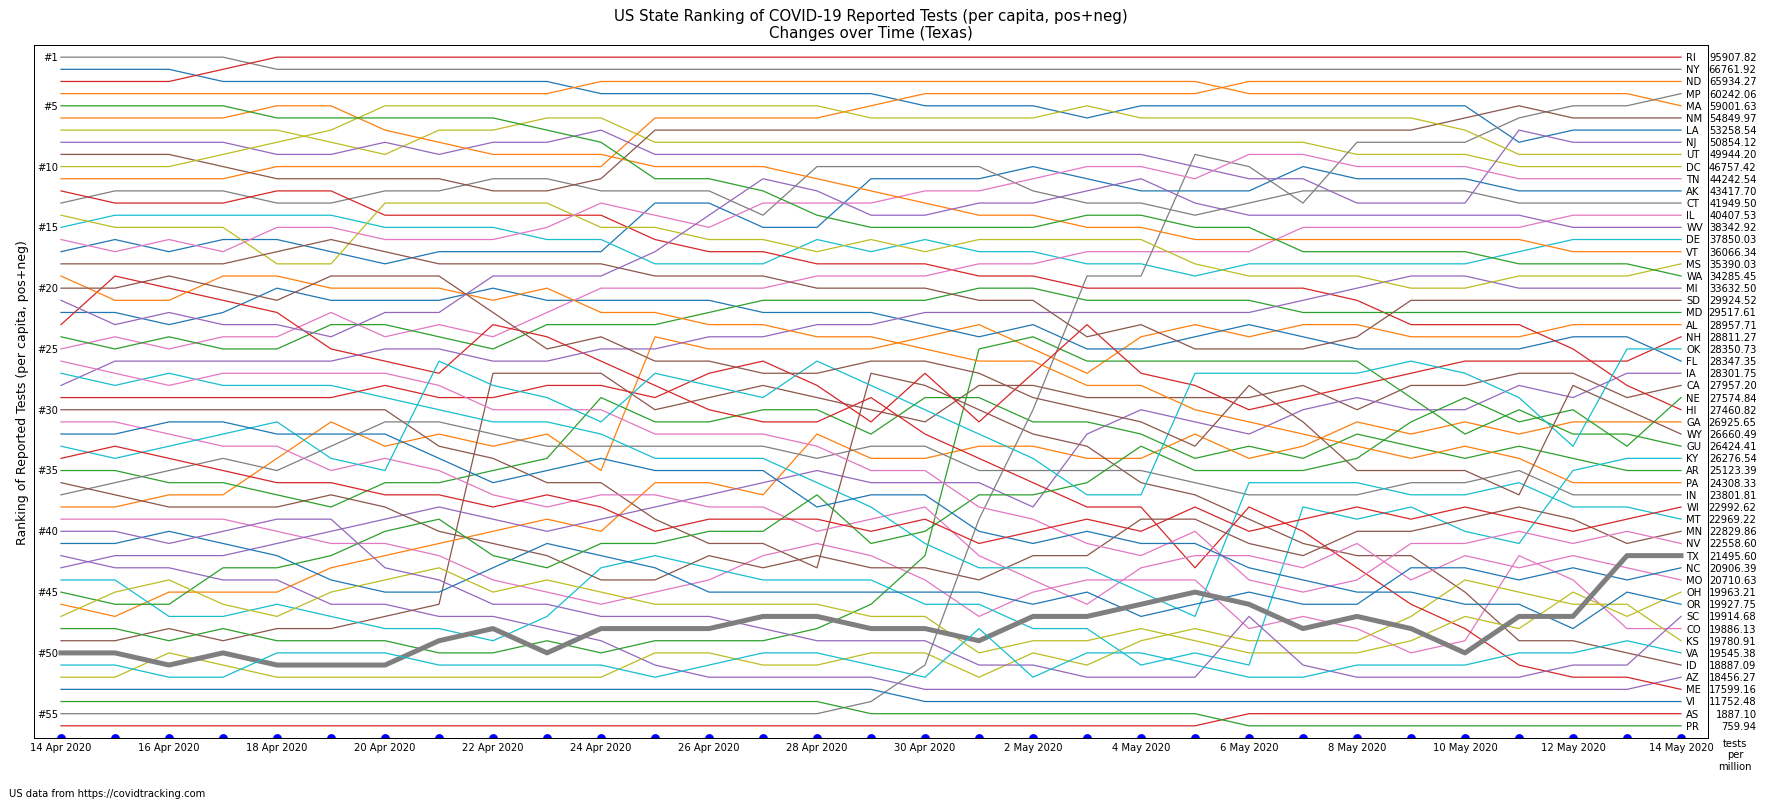 US State Ranking of COVID-19 Reported Tests (per capita, pos+neg)
Changes over Time (Texas)
Ranking of Reported Tests (per capita, pos+neg)
#1
#5
#10
#15
#20
#25
#30
#35
#40
#45
#50
#55
RI 95907.82
NY 66761.92
ND 65934.27
MP 60242.06
MA 59001.63
NM 54849.97
LA 53258.54
NJ 50854.12
UT 49944.20
DC 46757.42
TN 44242.54
AK 43417.70
CT 41949.50
IL 40407.53
WV 38342.92
DE 37850.03
VT 36066.34
MS 35390.03
WA 34285.45
MI 33632.50
SD 29924.52
MD 29517.61
AL 28957.71
NH 28811.27
OK 28350.73
FL 28347.35
IA 28301.75
CA 27957.20
NE 27574.84
HI 27460.82
GA 26925.65
WY 26660.49
GU 26424.41
KY 26276.54
AR 25123.39
PA 24308.33
IN 23801.81
WI 22992.62
MT 22969.22
MN 22829.86
NV 22558.60
TX 21495.60
NC 20906.39
MO 20710.63
OH 19963.21
OR 19927.75
SC 19914.68
CO 19886.13
KS 19780.91
VA 19545.38
ID 18887.09
AZ 18456.27
ME 17599.16
VI 11752.48
AS 1887.10
PR 759.94
14 Apr 2020 16 Apr 2020 18 Apr 2020 20 Apr 2020 22 Apr 2020 24 Apr 2020 26 Apr 2020 28 Apr 2020 30 Apr 2020 2 May 2020 4 May 2020 6 May 2020 8 May 2020 10 May 2020 12 May 2020 14 May 2020
tests
per
million
US data from https://covidtracking.com